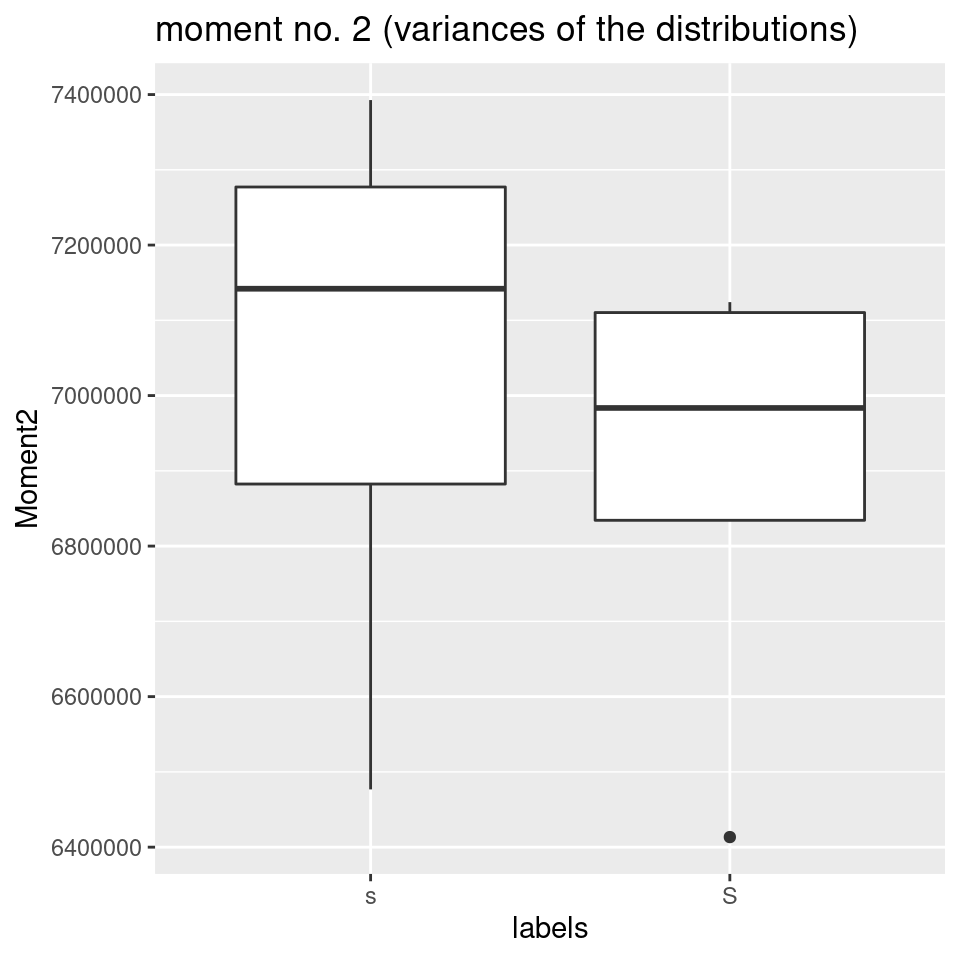 moment no. 2 (variances of the distributions)
7400000
7200000
7000000
6800000
6600000
6400000
Moment2
s
S
labels